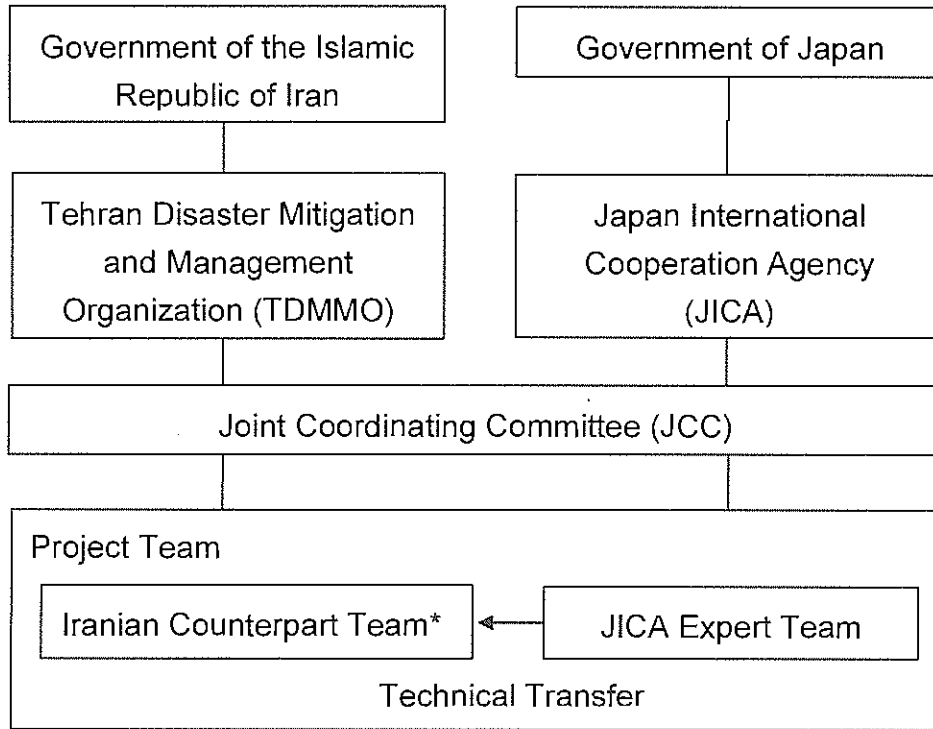 Government of the Islamic
Republic of Iran
Government of Japan
Tehran Disaster Mitigation
and Management
Organization (TDMMO)
Japan International
Cooperation Agency
(JICA)
Joint Coordinating Committee (JCC)
Project Team
Iranian Counterpart Team*
JICA Expert Team
Technical Transfer